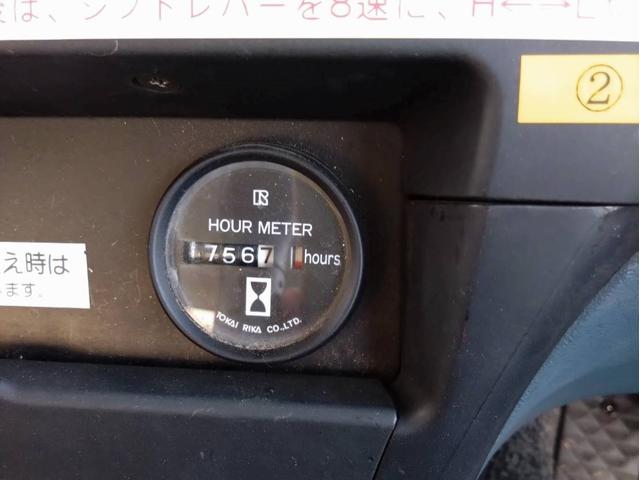 は、シフトレバーを8速に、H←→L
②
R
HOUR METER
7567 hours
TOKAI RIKA CO.,LTD.
え時は
ます。